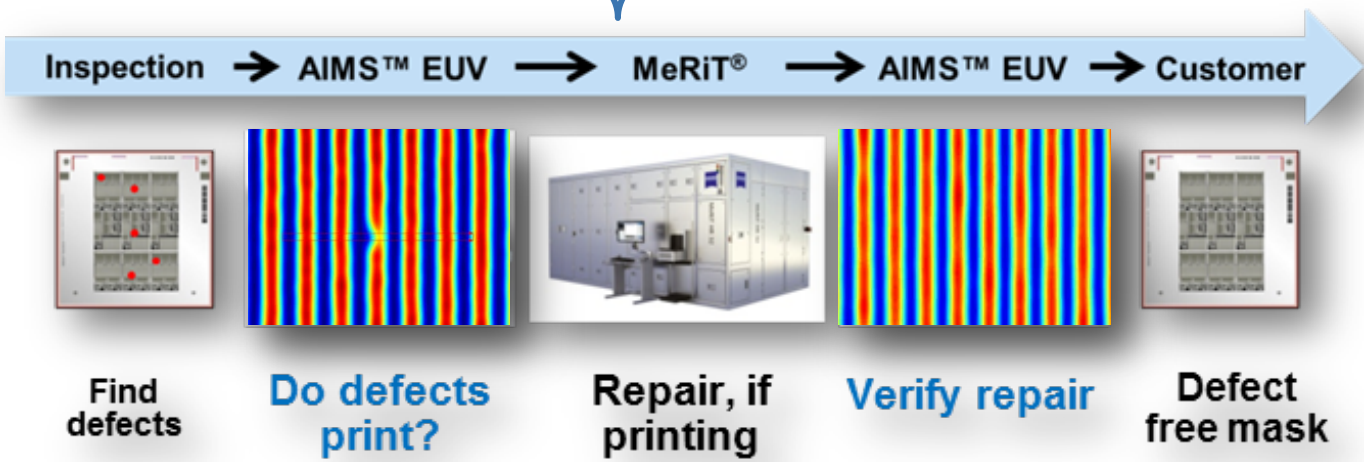 Inspection → AIMS™ EUV → MeRiT® → AIMS™ EUV → Customer
Find
defects
Do defects
print?
Repair, if
printing
Verify repair
Defect
free mask